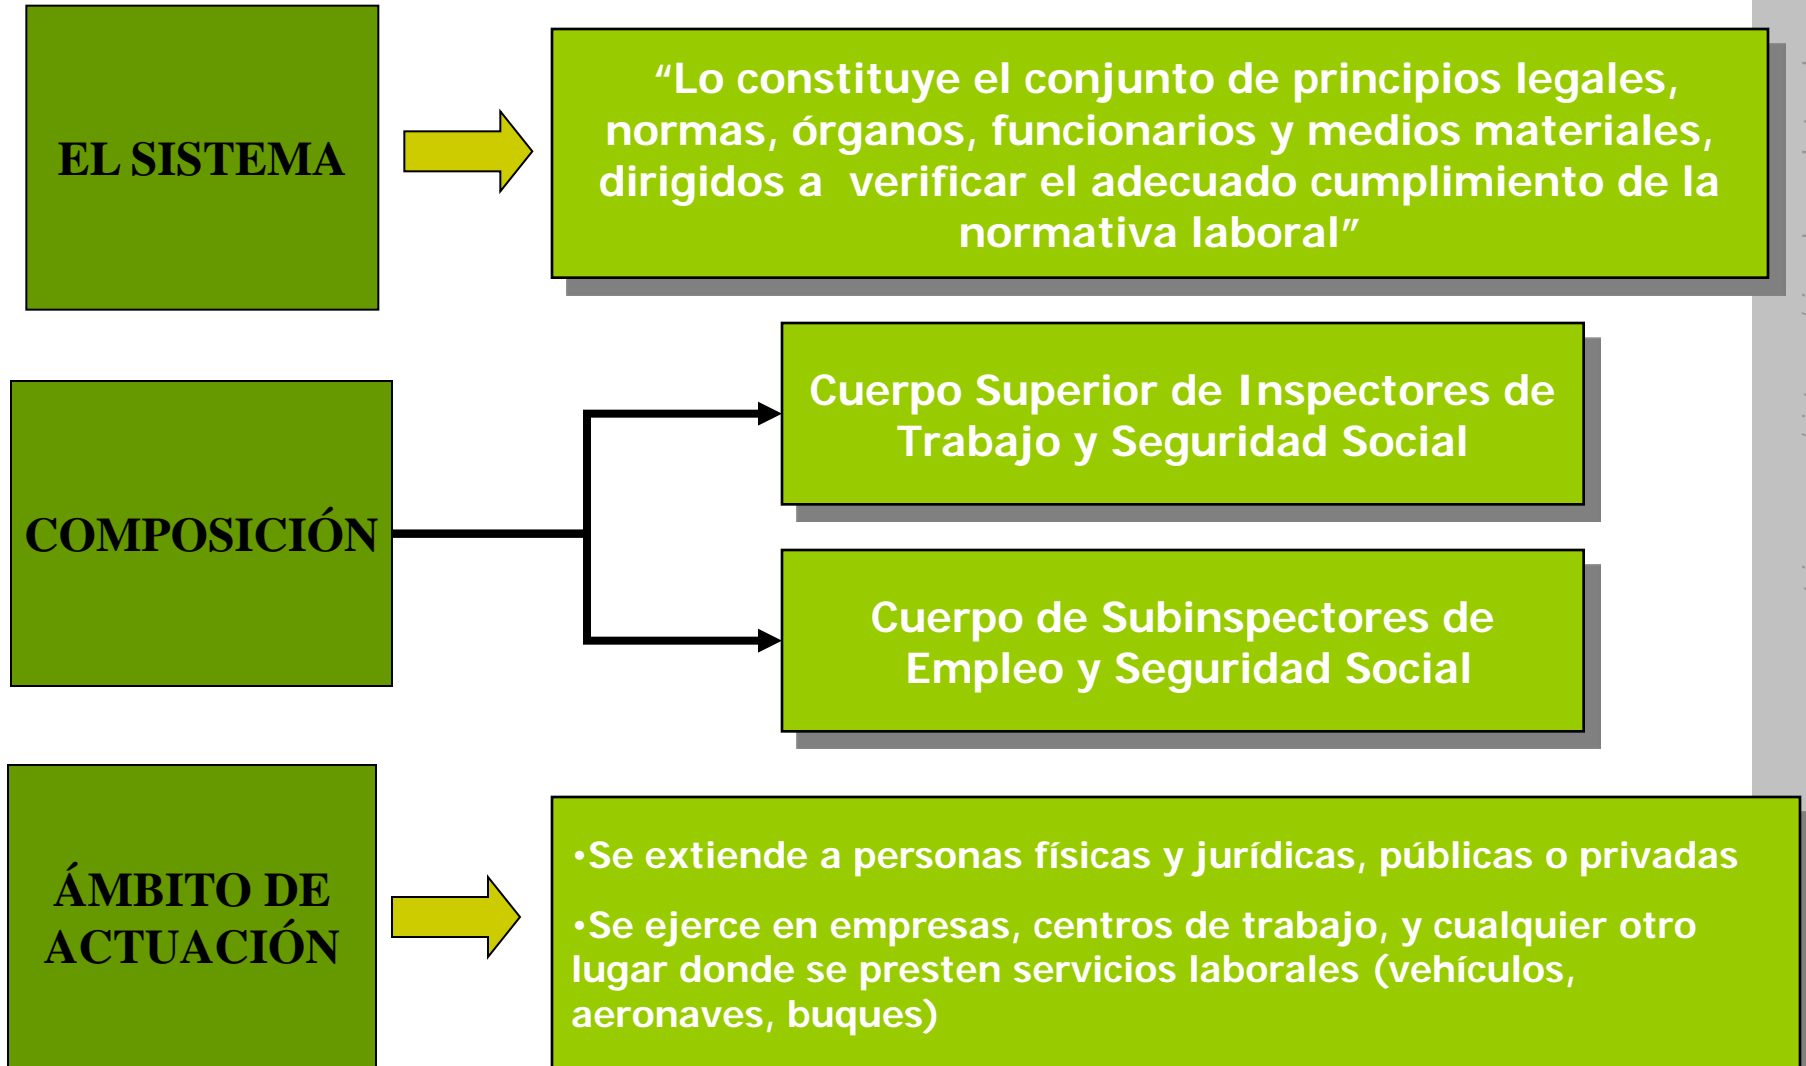 EL SISTEMA
“Lo constituye el conjunto de principios legales,
normas, órganos, funcionarios y medios materiales,
dirigidos a verificar el adecuado cumplimiento de la
normativa laboral”
COMPOSICIÓN
Cuerpo Superior de Inspectores de
Trabajo y Seguridad Social
Cuerpo de Subinspectores de
Empleo y Seguridad Social
ÁMBITO DE
ACTUACIÓN
•Se extiende a personas físicas y jurídicas, públicas o privadas
•Se ejerce en empresas, centros de trabajo, y cualquier otro
lugar donde se presten servicios laborales (vehículos,
aeronaves, buques)